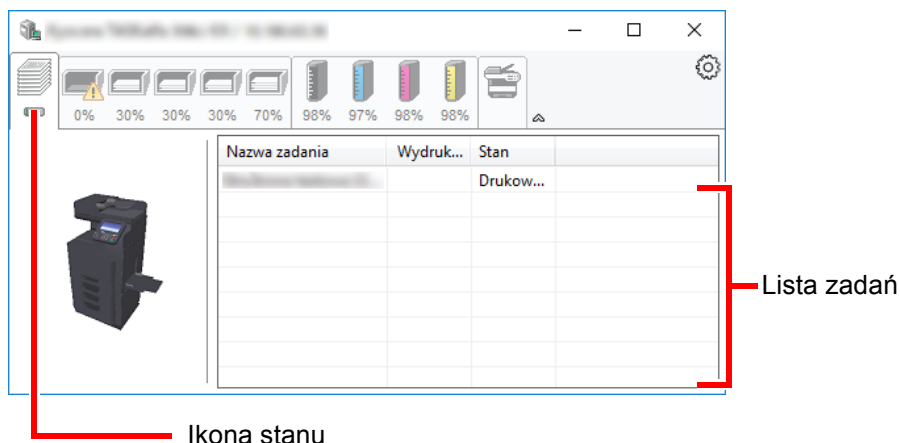 0% 30% 30% 30% 70% 98% 97% 98% 98%
Nazwa zadania Wydruk... Stan
Drukow...
Lista zadań
Ikona stanu